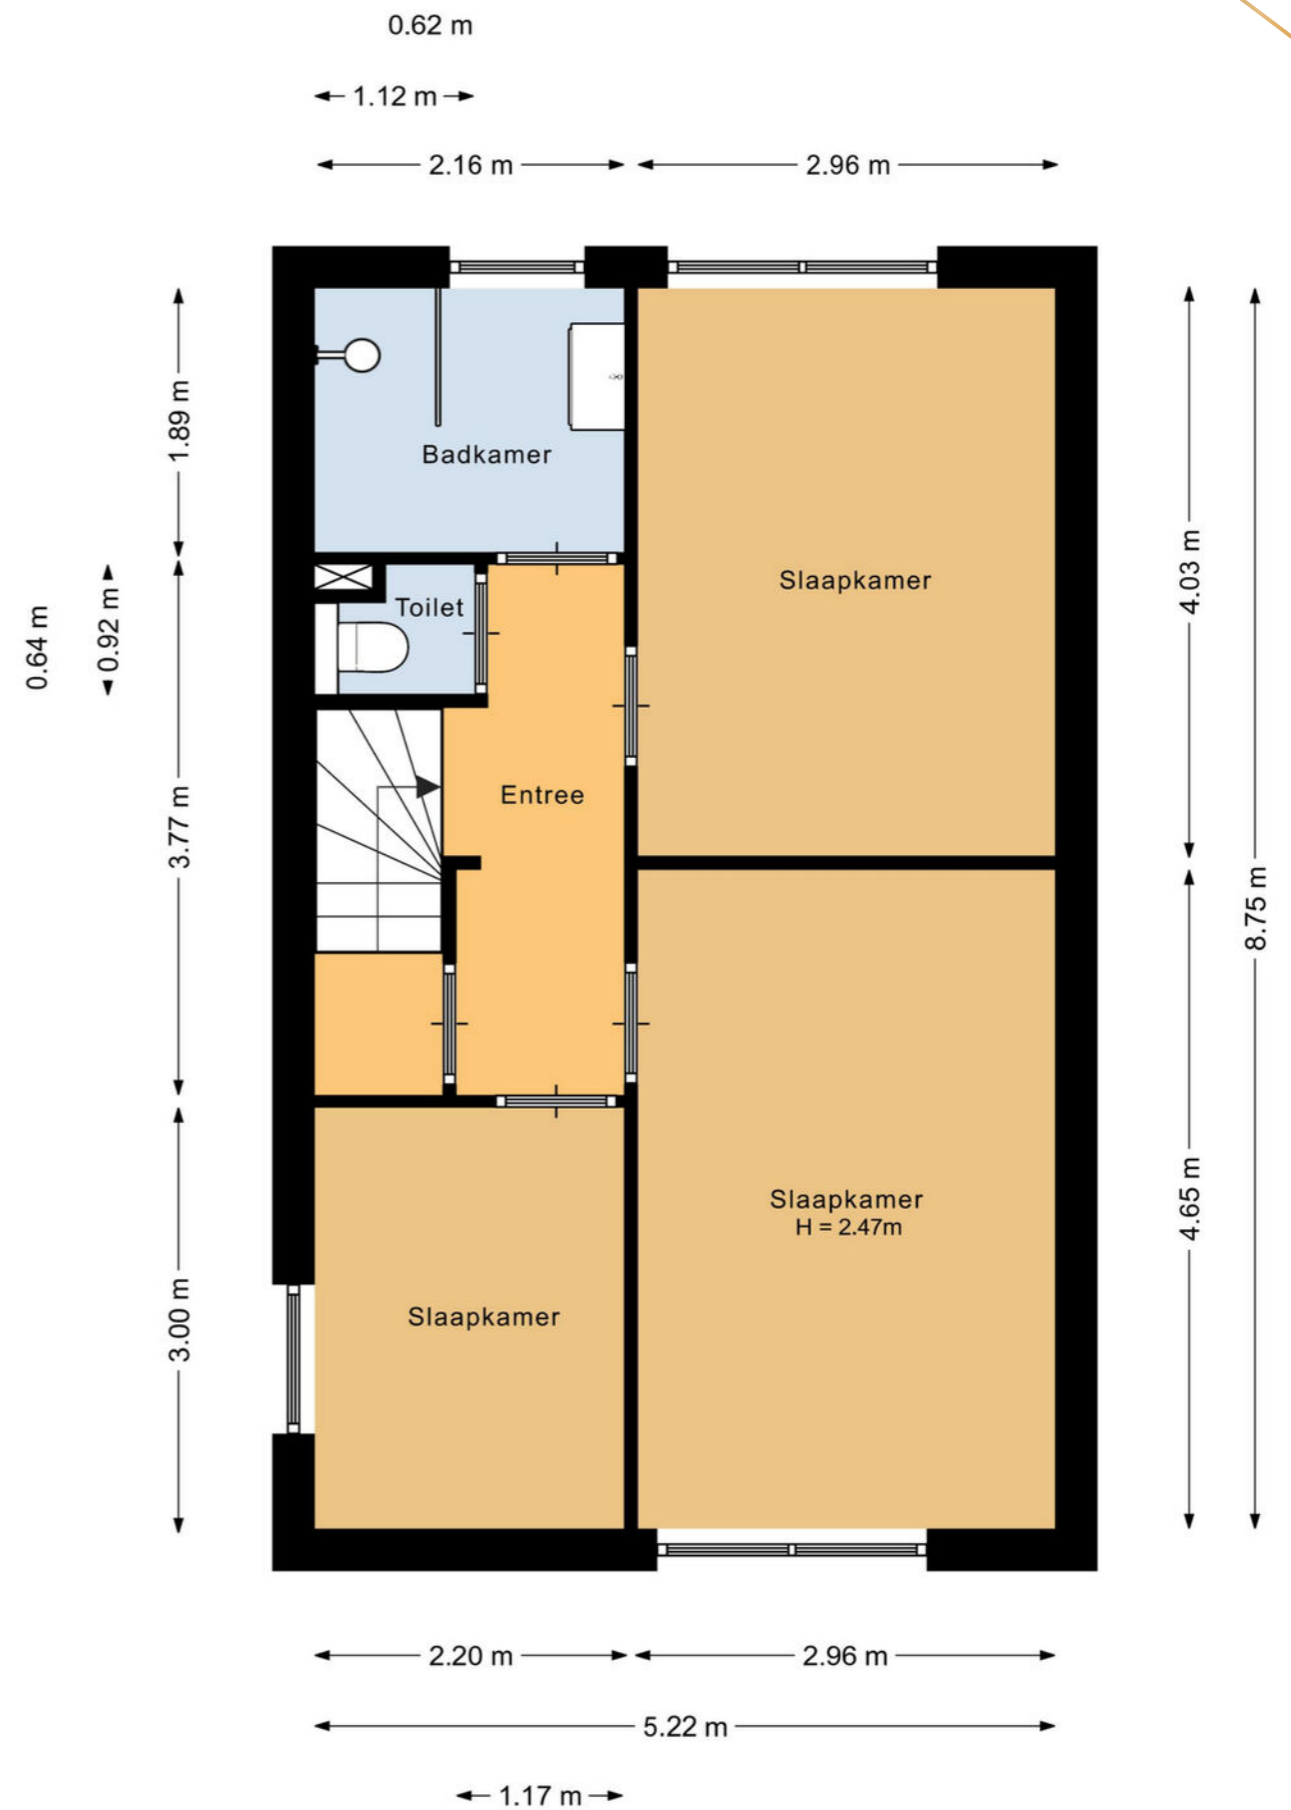 0.62 m
1.12 m
2.16 m
2.96 m
1.89 m
Badkamer
4.03 m
Slaapkamer
0.64 m
0.92 m
Toilet
3.77 m
Entree
8.75 m
4.65 m
Slaapkamer
H = 2.47m
3.00 m
Slaapkamer
2.20 m
2.96 m
5.22 m
1.17 m